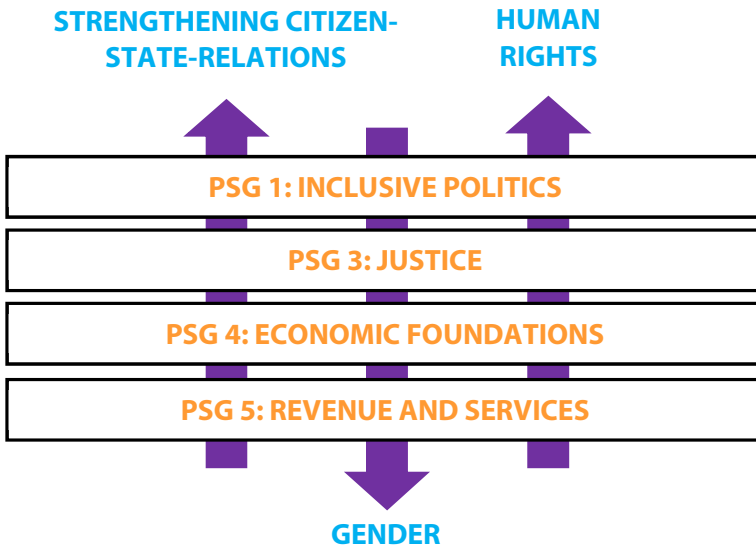 STRENGTHENING CITIZEN-
STATE-RELATIONS
HUMAN
RIGHTS
PSG 1: INCLUSIVE POLITICS
PSG 3: JUSTICE
PSG 4: ECONOMIC FOUNDATIONS
PSG 5: REVENUE AND SERVICES
GENDER